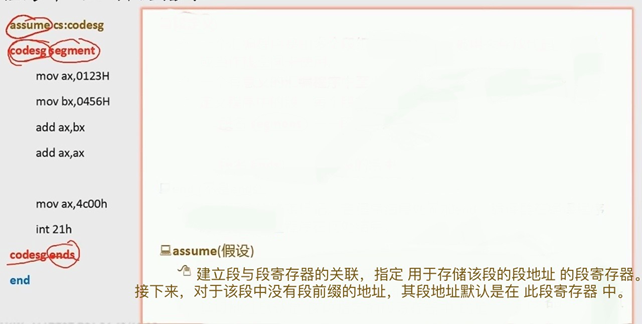 assume cs:codesg
codesg segment
mov ax,0123H
mov bx,0456H
add ax,bx
add ax,ax
mov ax,4c00h
int 21h
codesg ends
end
assume(假设)
建立段与段寄存器的关联，指定 用于存储该段的段地址 的段寄存器。
接下来，对于该段中没有段前缀的地址，其段地址默认是在 此段寄存器 中。